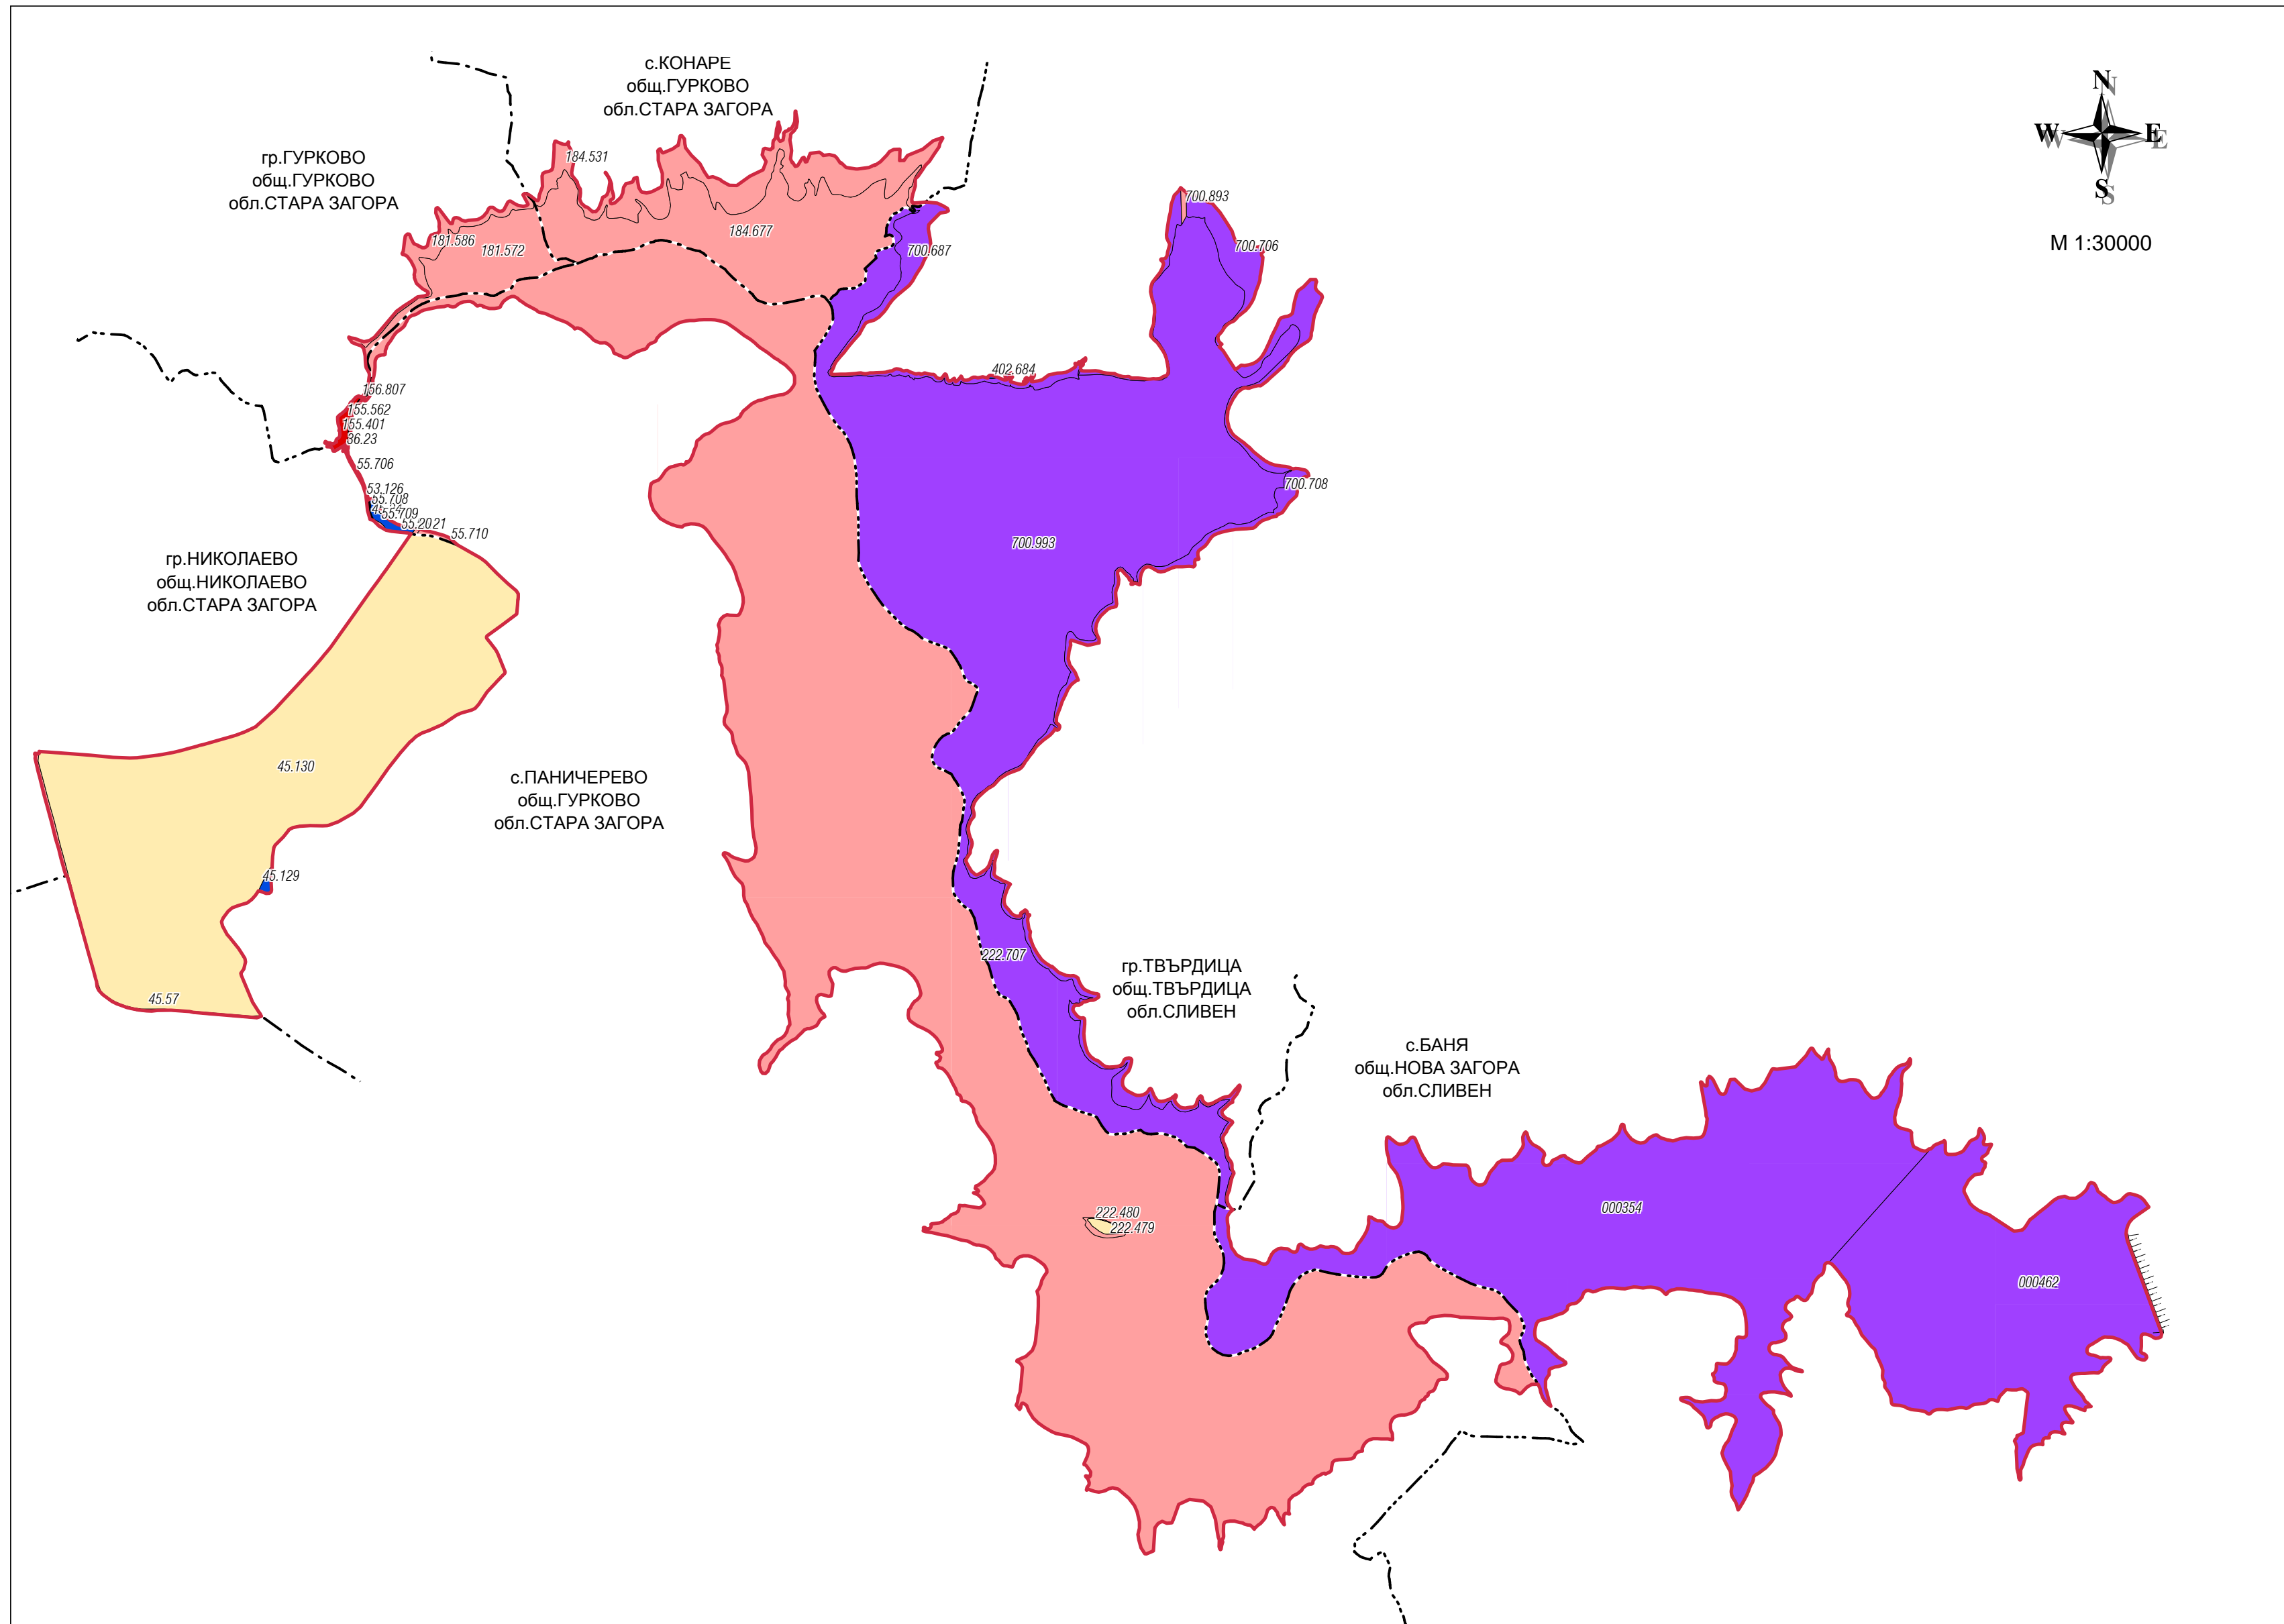 с.КОНАРЕ
общ.ГУРКОВО
обл.СТАРА ЗАГОРА
N
W E
S
М 1:30000
гр.ГУРКОВО
общ.ГУРКОВО
обл.СТАРА ЗАГОРА
184.531
184.677
181.586
181.572
700.687
700.893
700.706
402.684
156.807
155.562
155.401
36.23
55.706
53.126
55.708
55.709
55.20
21
55.710
700.708
700.993
гр.НИКОЛАЕВО
общ.НИКОЛАЕВО
обл.СТАРА ЗАГОРА
45.130
с.ПАНИЧЕРЕВО
общ.ГУРКОВО
обл.СТАРА ЗАГОРА
45.129
45.57
222.707
гр.ТВЪРДИЦА
общ.ТВЪРДИЦА
обл.СЛИВЕН
с.БАНЯ
общ.НОВА ЗАГОРА
обл.СЛИВЕН
222.480
222.479
000354
000462